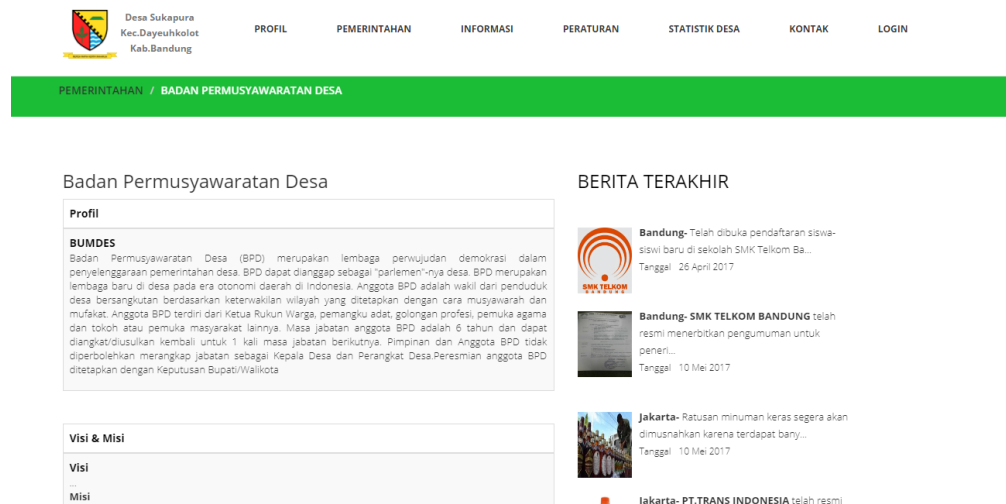 Desa Sukapura
Kec.Dayeuhkolot
Kab.Bandung
PROFIL
PEMERINTAHAN
INFORMASI
PERATURAN
STATISTIK DESA
KONTAK
LOGIN
PEMERINTAHAN / BADAN PERMUSYAWARATAN DESA
Badan Permusyawaratan Desa
Profil
BUMDES
Badan Permusyawaratan Desa (BPD) merupakan lembaga perwujudan demokrasi dalam
penyelenggaraan pemerintahan desa. BPD dapat dianggap sebagai "parlemen"-nya desa. BPD merupakan
lembaga baru di desa pada era otonomi daerah di Indonesia. Anggota BPD adalah wakil dari penduduk
desa bersangkutan berdasarkan keterwakilan wilayah yang ditetapkan dengan cara musyawarah dan
mufakat. Anggota BPD terdiri dari Ketua Rukun Warga, pemangku adat, golongan profesi, pemuka agama
dan tokoh atau pemuka masyarakat lainnya. Masa jabatan anggota BPD adalah 6 tahun dan dapat
diangkat/diusulkan kembali untuk 1 kali masa jabatan berikutnya. Pimpinan dan Anggota BPD tidak
diperbolehkan merangkap jabatan sebagai Kepala Desa dan Perangkat Desa.Peresmian anggota BPD
ditetapkan dengan Keputusan Bupati/Walikota
Visi & Misi
Visi
...
Misi
BERITA TERAKHIR
SMK TELKOM
BANDUNG
Bandung- Telah dibuka pendaftaran siswa-
siswi baru di sekolah SMK Telkom Ba...
Tanggal 26 April 2017
Bandung- SMK TELKOM BANDUNG telah
resmi menerbitkan pengumuman untuk
peneri...
Tanggal 10 Mei 2017
Jakarta- Ratusan minuman keras segera akan
dimusnahkan karena terdapat bany...
Tanggal 10 Mei 2017
Jakarta- PT.TRANS INDONESIA telah resmi